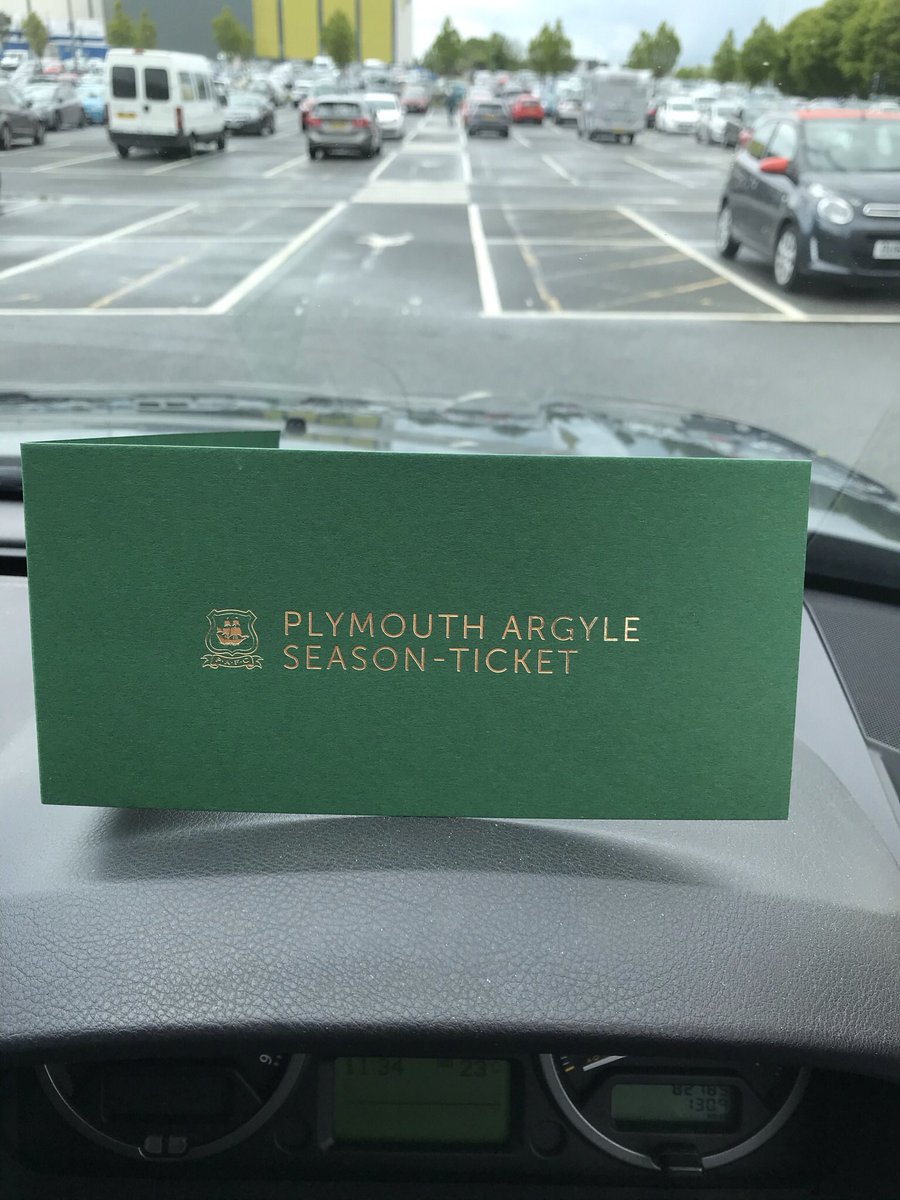 PLYMOUTH ARGYLE
SEASON-TICKET
P.A.F.C
11:34
23°C